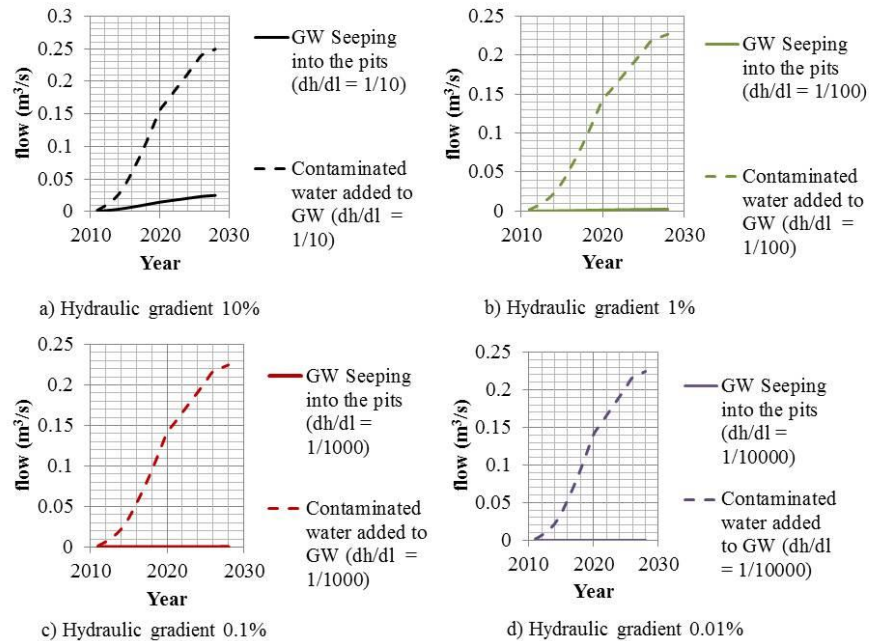 0.3
0.25
0.2
0.15
0.1
0.05
0
flow (m³/s)
2010
2020
2030
Year
GW Seeping
into the pits
(dh/dl = 1/10)
Contaminated
water added to
GW (dh/dl =
1/10)
a) Hydraulic gradient 10%
0.25
0.2
0.15
0.1
0.05
0
flow (m³/s)
2010
2020
2030
Year
GW Seeping
into the pits
(dh/dl = 1/100)
Contaminated
water added to
GW (dh/dl =
1/100)
b) Hydraulic gradient 1%
0.25
0.2
0.15
0.1
0.05
0
flow (m³/s)
2010
2020
2030
Year
GW Seeping
into the pits
(dh/dl =
1/1000)
Contaminated
water added to
GW (dh/dl =
1/1000)
c) Hydraulic gradient 0.1%
0.25
0.2
0.15
0.1
0.05
0
flow (m³/s)
2010
2020
2030
Year
GW Seeping
into the pits
(dh/dl =
1/10000)
Contaminated
water added
to GW (dh/dl
= 1/10000)
d) Hydraulic gradient 0.01%